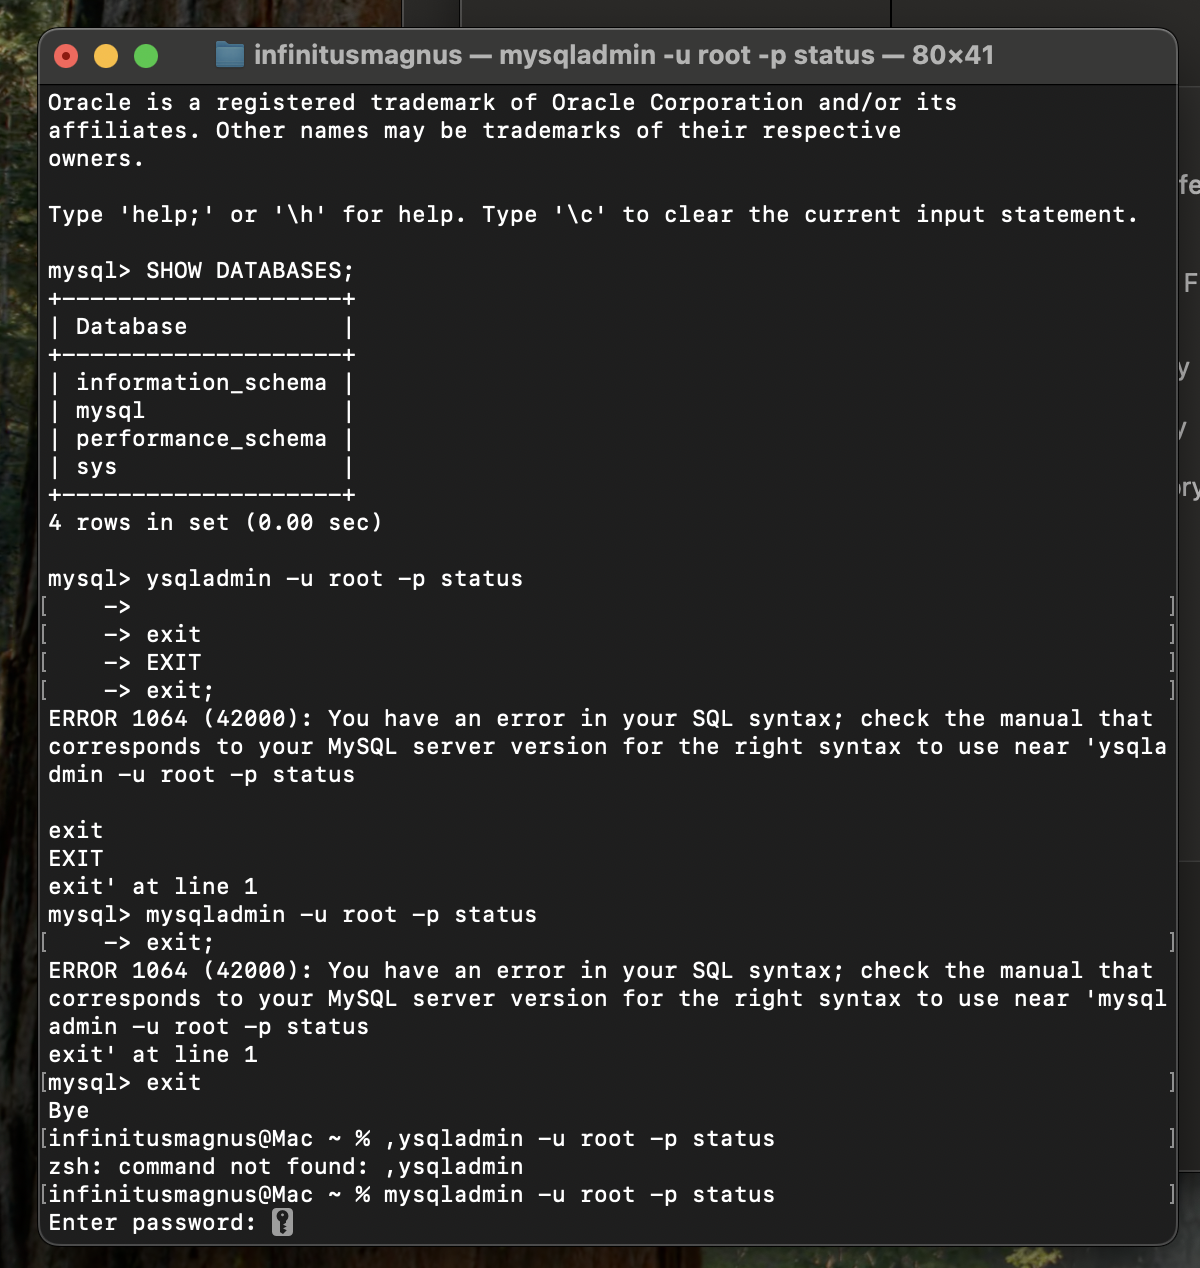 infinitusmagnus — mysqladmin -u root -p status — 80×41
Oracle is a registered trademark of Oracle Corporation and/or its
affiliates. Other names may be trademarks of their respective
owners.
Type 'help;' or '\h' for help. Type '\c' to clear the current input statement.
mysql> SHOW DATABASES;
+--------------------+
| Database           |
+--------------------+
| information_schema |
| mysql              |
| performance_schema |
| sys                |
+--------------------+
4 rows in set (0.00 sec)
mysql> ysqladmin -u root -p status
[    ->                                                                         ]
[    -> exit                                                                    ]
[    -> EXIT                                                                    ]
[    -> exit;                                                                   ]
ERROR 1064 (42000): You have an error in your SQL syntax; check the manual that
corresponds to your MySQL server version for the right syntax to use near 'ysqla
dmin -u root -p status
exit
EXIT
exit' at line 1
mysql> mysqladmin -u root -p status
[    -> exit;                                                                   ]
ERROR 1064 (42000): You have an error in your SQL syntax; check the manual that
corresponds to your MySQL server version for the right syntax to use near 'mysql
admin -u root -p status
exit' at line 1
[mysql> exit                                                                    ]
Bye
[infinitusmagnus@Mac ~ % ,ysqladmin -u root -p status                           ]
zsh: command not found: ,ysqladmin
[infinitusmagnus@Mac ~ % mysqladmin -u root -p status                           ]
Enter password:
fe
F
y
y
ry